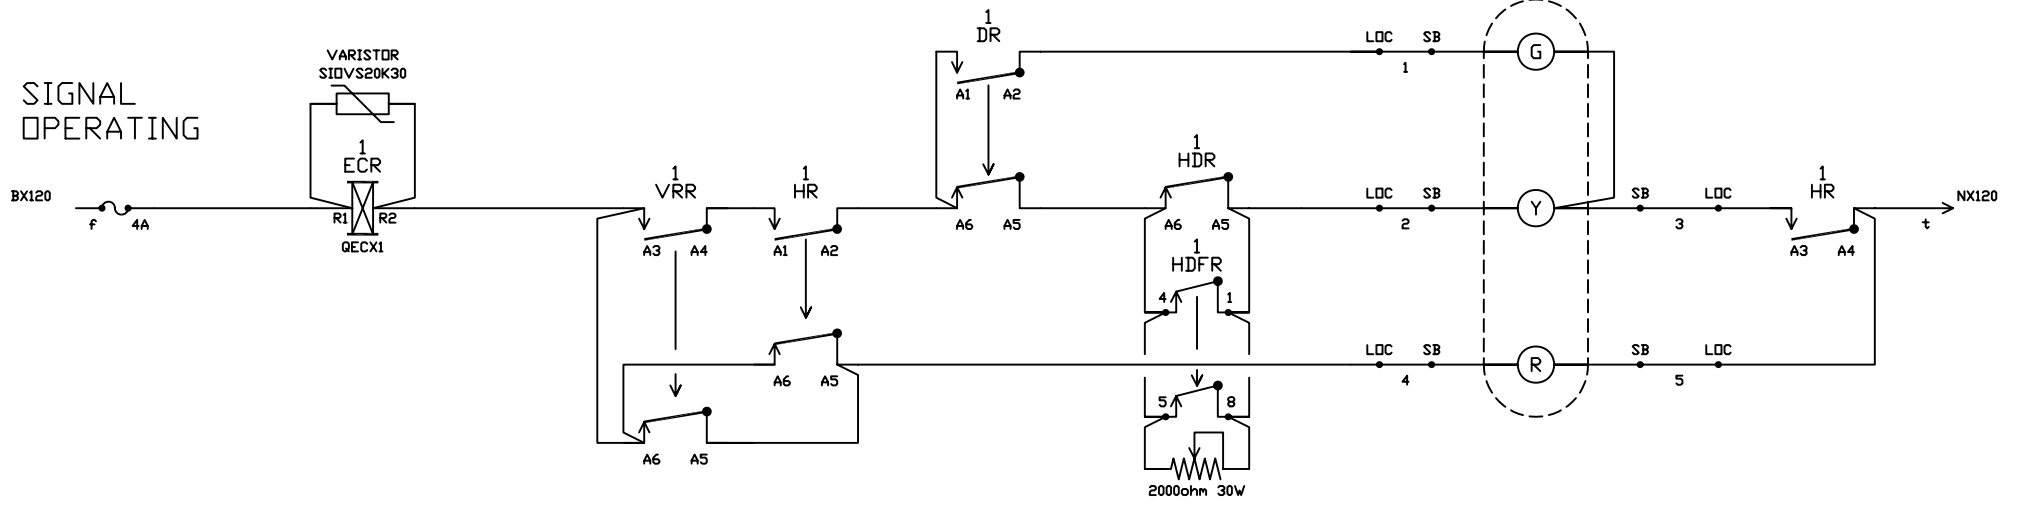 SIGNAL
OPERATING
VARISTOR
SIOVS20K30
1
ECR
BX120
f
4A
R1
R2
QECX1
1
VRR
A3
A4
1
HR
A1
A2
A6
A5
A6
A5
1
DR
A1
A2
A6
A5
1
HDR
A6
A5
1
HDFR
4
1
5
8
2000ohm 30W
LOC
SB
1
G
LOC
SB
2
Y
SB
LOC
3
LOC
SB
4
R
SB
LOC
5
1
HR
A3
A4
NX120
t